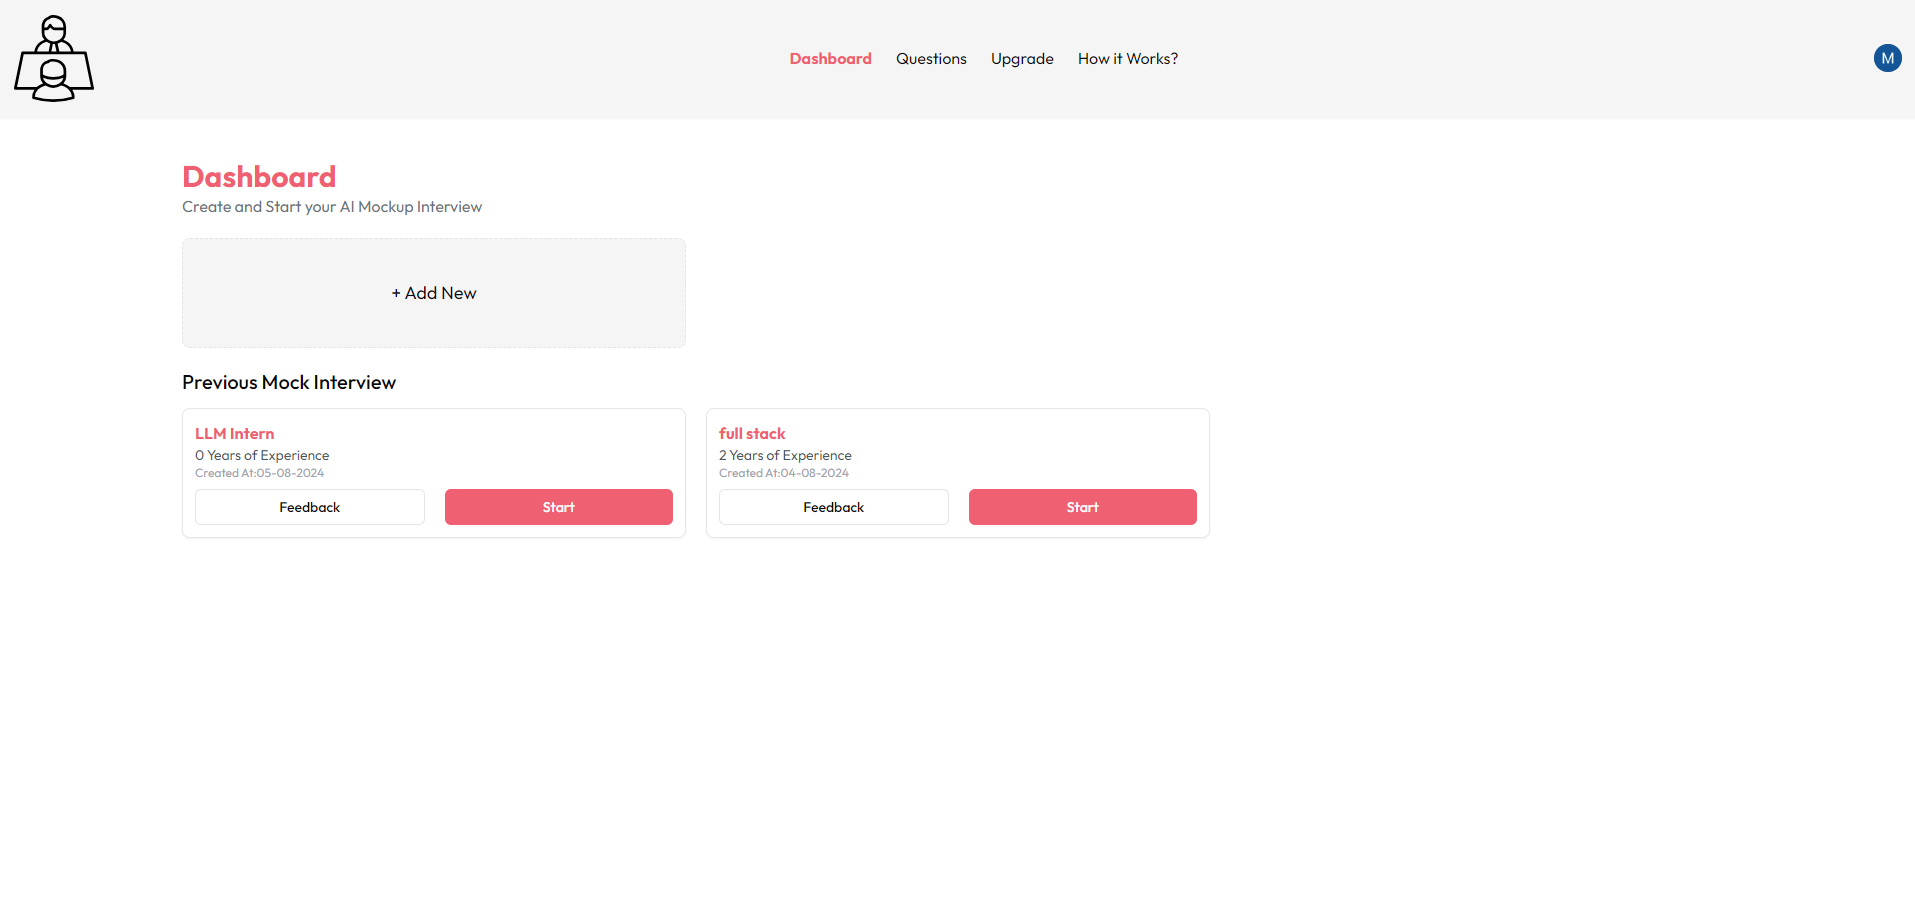 Dashboard Questions Upgrade How it Works?
M
Dashboard
Create and Start your AI Mockup Interview
+ Add New
Previous Mock Interview
LLM Intern
0 Years of Experience
Created At:05-08-2024
Feedback Start
full stack
2 Years of Experience
Created At:04-08-2024
Feedback Start